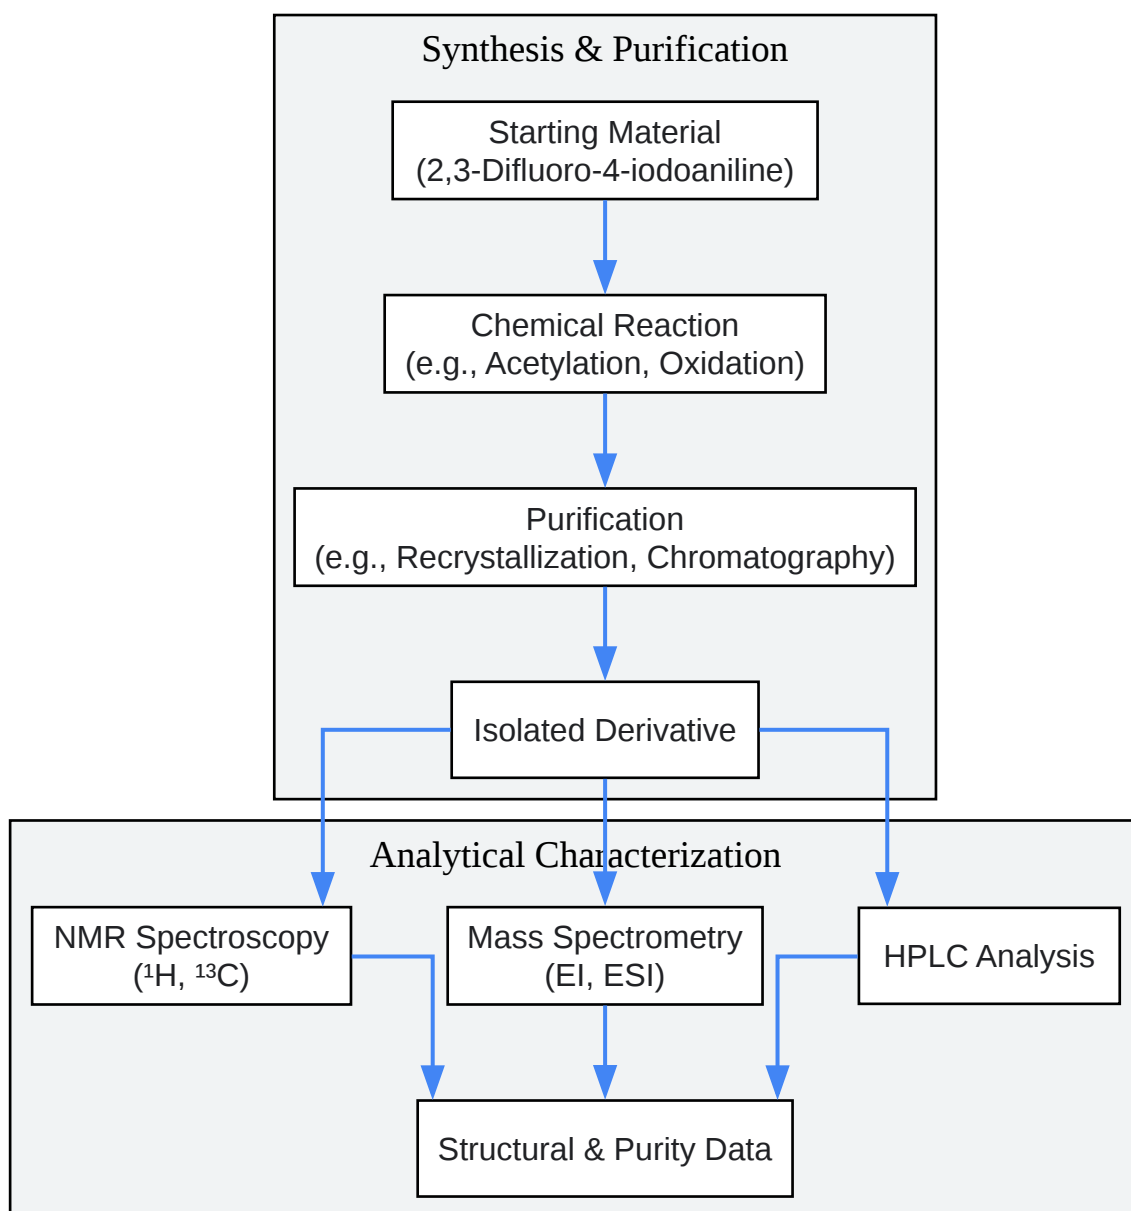 Synthesis & Purification
Starting Material
(2,3-Difluoro-4-iodoaniline)
Chemical Reaction
(e.g., Acetylation, Oxidation)
Purification
(e.g., Recrystallization, Chromatography)
Isolated Derivative
Analytical Characterization
NMR Spectroscopy
(¹H, ¹³C)
Mass Spectrometry
(EI, ESI)
HPLC Analysis
Structural & Purity Data